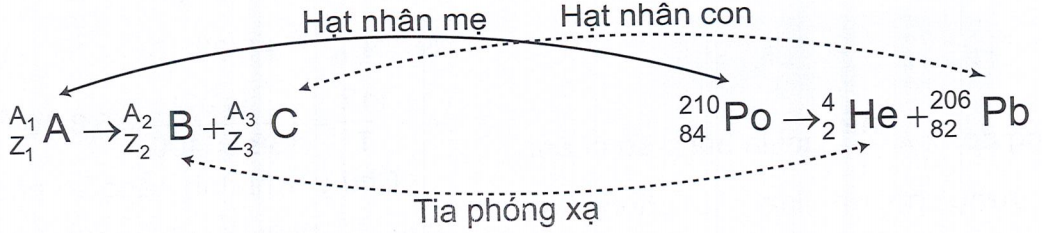 Hạt nhân mẹ Hạt nhân con
^{A₁}_{Z₁} A → ^{A₂}_{Z₂} B + ^{A₃}_{Z₃} C ^{210}_{84} Po → ^{4}_{2} He + ^{206}_{82} Pb
Tia phóng xạ